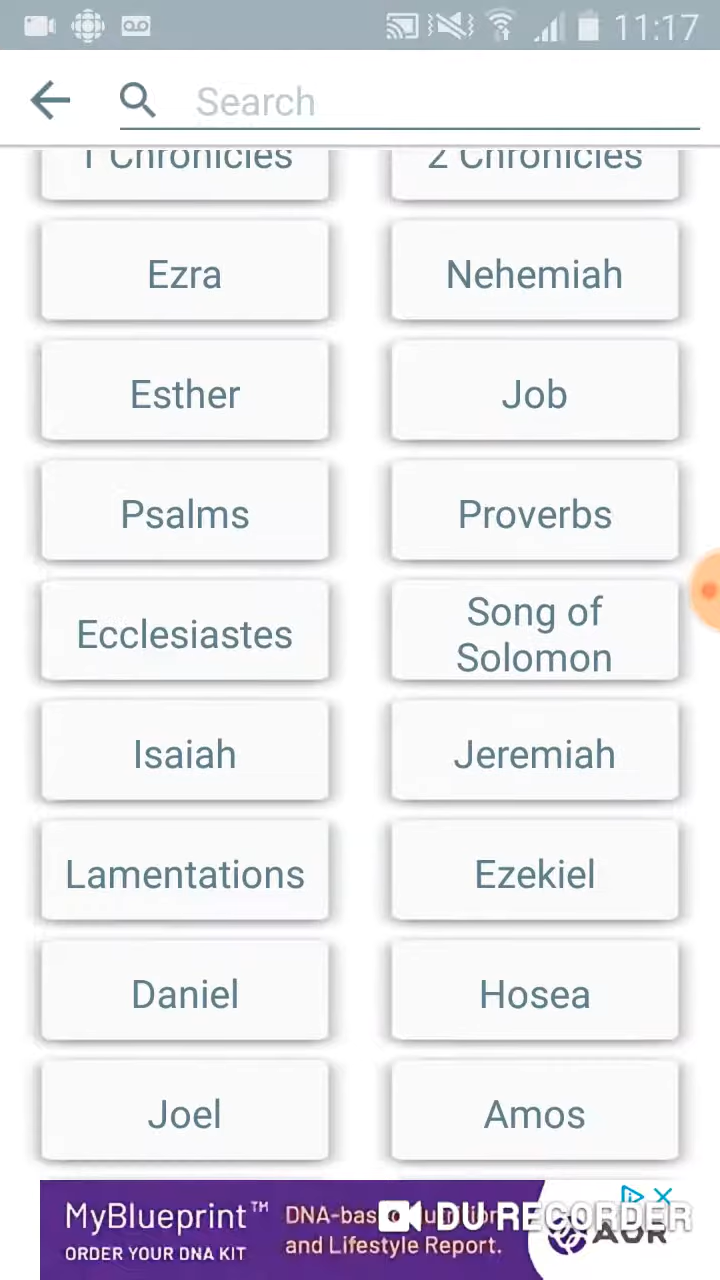 11:17
Search
1 Chronicles 2 Chronicles
Ezra Nehemiah
Esther Job
Psalms Proverbs
Ecclesiastes Song of
Solomon
Isaiah Jeremiah
Lamentations Ezekiel
Daniel Hosea
Joel Amos
MyBlueprint™ DNA-bas
ORDER YOUR DNA KIT and Lifestyle Report.
DU RECORDER
AOR